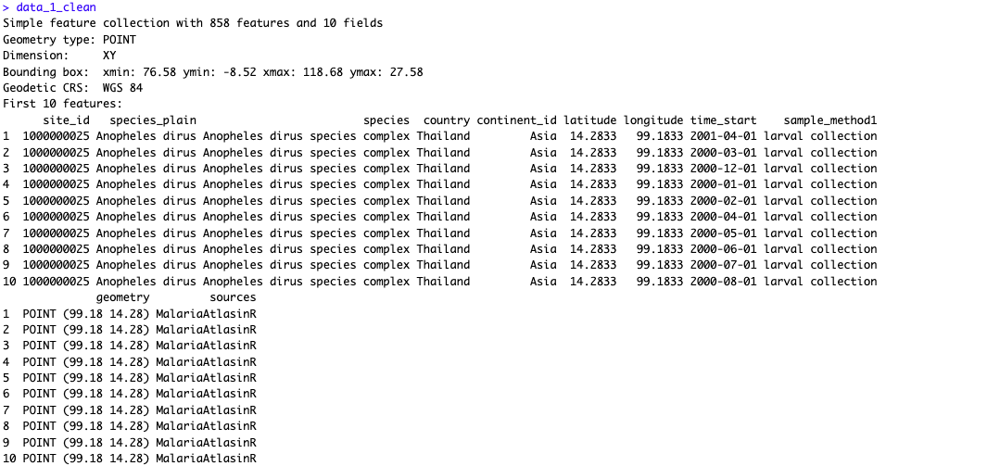 > data_1_clean
Simple feature collection with 858 features and 10 fields
Geometry type: POINT
Dimension:     XY
Bounding box:  xmin: 76.58 ymin: -8.52 xmax: 118.68 ymax: 27.58
Geodetic CRS:  WGS 84
First 10 features:
      site_id   species_plain                         species  country continent_id latitude longitude time_start    sample_method1
1  1000000025 Anopheles dirus Anopheles dirus species complex Thailand         Asia  14.2833   99.1833 2001-04-01 larval collection
2  1000000025 Anopheles dirus Anopheles dirus species complex Thailand         Asia  14.2833   99.1833 2000-03-01 larval collection
3  1000000025 Anopheles dirus Anopheles dirus species complex Thailand         Asia  14.2833   99.1833 2000-12-01 larval collection
4  1000000025 Anopheles dirus Anopheles dirus species complex Thailand         Asia  14.2833   99.1833 2000-01-01 larval collection
5  1000000025 Anopheles dirus Anopheles dirus species complex Thailand         Asia  14.2833   99.1833 2000-02-01 larval collection
6  1000000025 Anopheles dirus Anopheles dirus species complex Thailand         Asia  14.2833   99.1833 2000-04-01 larval collection
7  1000000025 Anopheles dirus Anopheles dirus species complex Thailand         Asia  14.2833   99.1833 2000-05-01 larval collection
8  1000000025 Anopheles dirus Anopheles dirus species complex Thailand         Asia  14.2833   99.1833 2000-06-01 larval collection
9  1000000025 Anopheles dirus Anopheles dirus species complex Thailand         Asia  14.2833   99.1833 2000-07-01 larval collection
10 1000000025 Anopheles dirus Anopheles dirus species complex Thailand         Asia  14.2833   99.1833 2000-08-01 larval collection
              geometry         sources
1  POINT (99.18 14.28) MalariaAtlasinR
2  POINT (99.18 14.28) MalariaAtlasinR
3  POINT (99.18 14.28) MalariaAtlasinR
4  POINT (99.18 14.28) MalariaAtlasinR
5  POINT (99.18 14.28) MalariaAtlasinR
6  POINT (99.18 14.28) MalariaAtlasinR
7  POINT (99.18 14.28) MalariaAtlasinR
8  POINT (99.18 14.28) MalariaAtlasinR
9  POINT (99.18 14.28) MalariaAtlasinR
10 POINT (99.18 14.28) MalariaAtlasinR